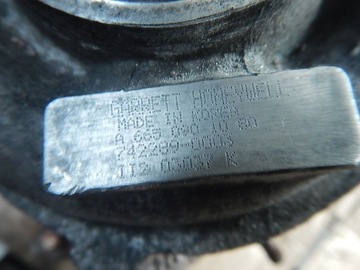 GARRETT HONEYWELL
MADE IN KOREA
A 665 090 10 80
742289-0005